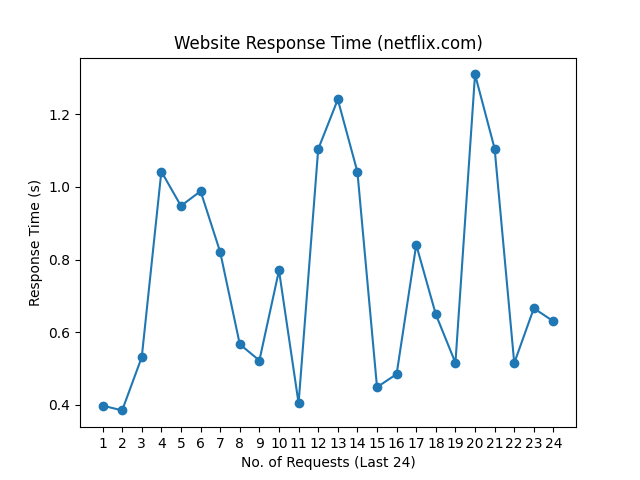 Website Response Time (netflix.com)
1.2
1.0
0.8
0.6
0.4
Response Time (s)
1 2 3 4 5 6 7 8 9 10 11 12 13 14 15 16 17 18 19 20 21 22 23 24
No. of Requests (Last 24)